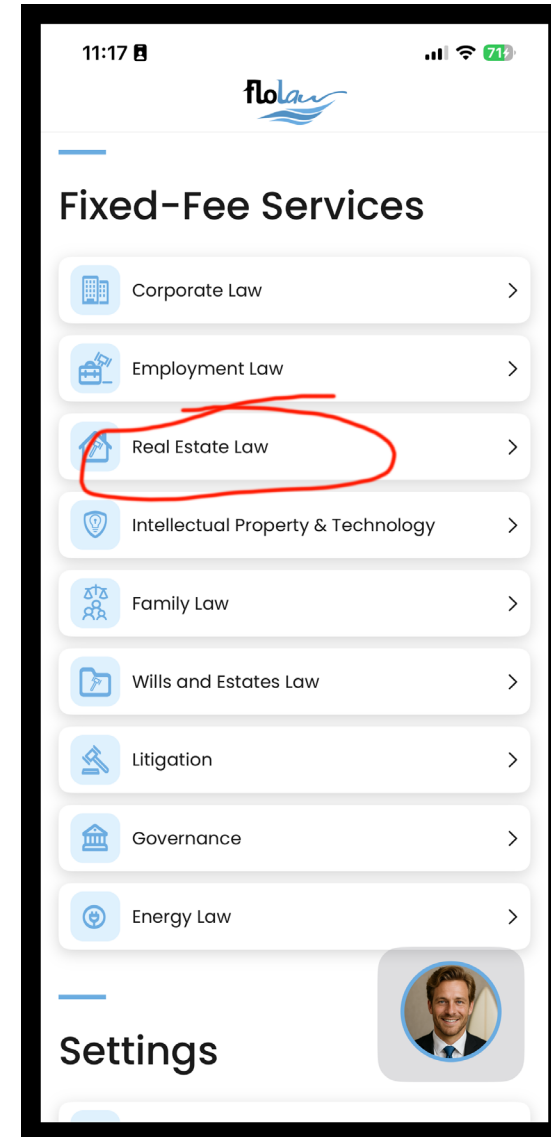 11:17
71
flolaw
Fixed-Fee Services
Corporate Law
Employment Law
Real Estate Law
Intellectual Property & Technology
Family Law
Wills and Estates Law
Litigation
Governance
Energy Law
Settings